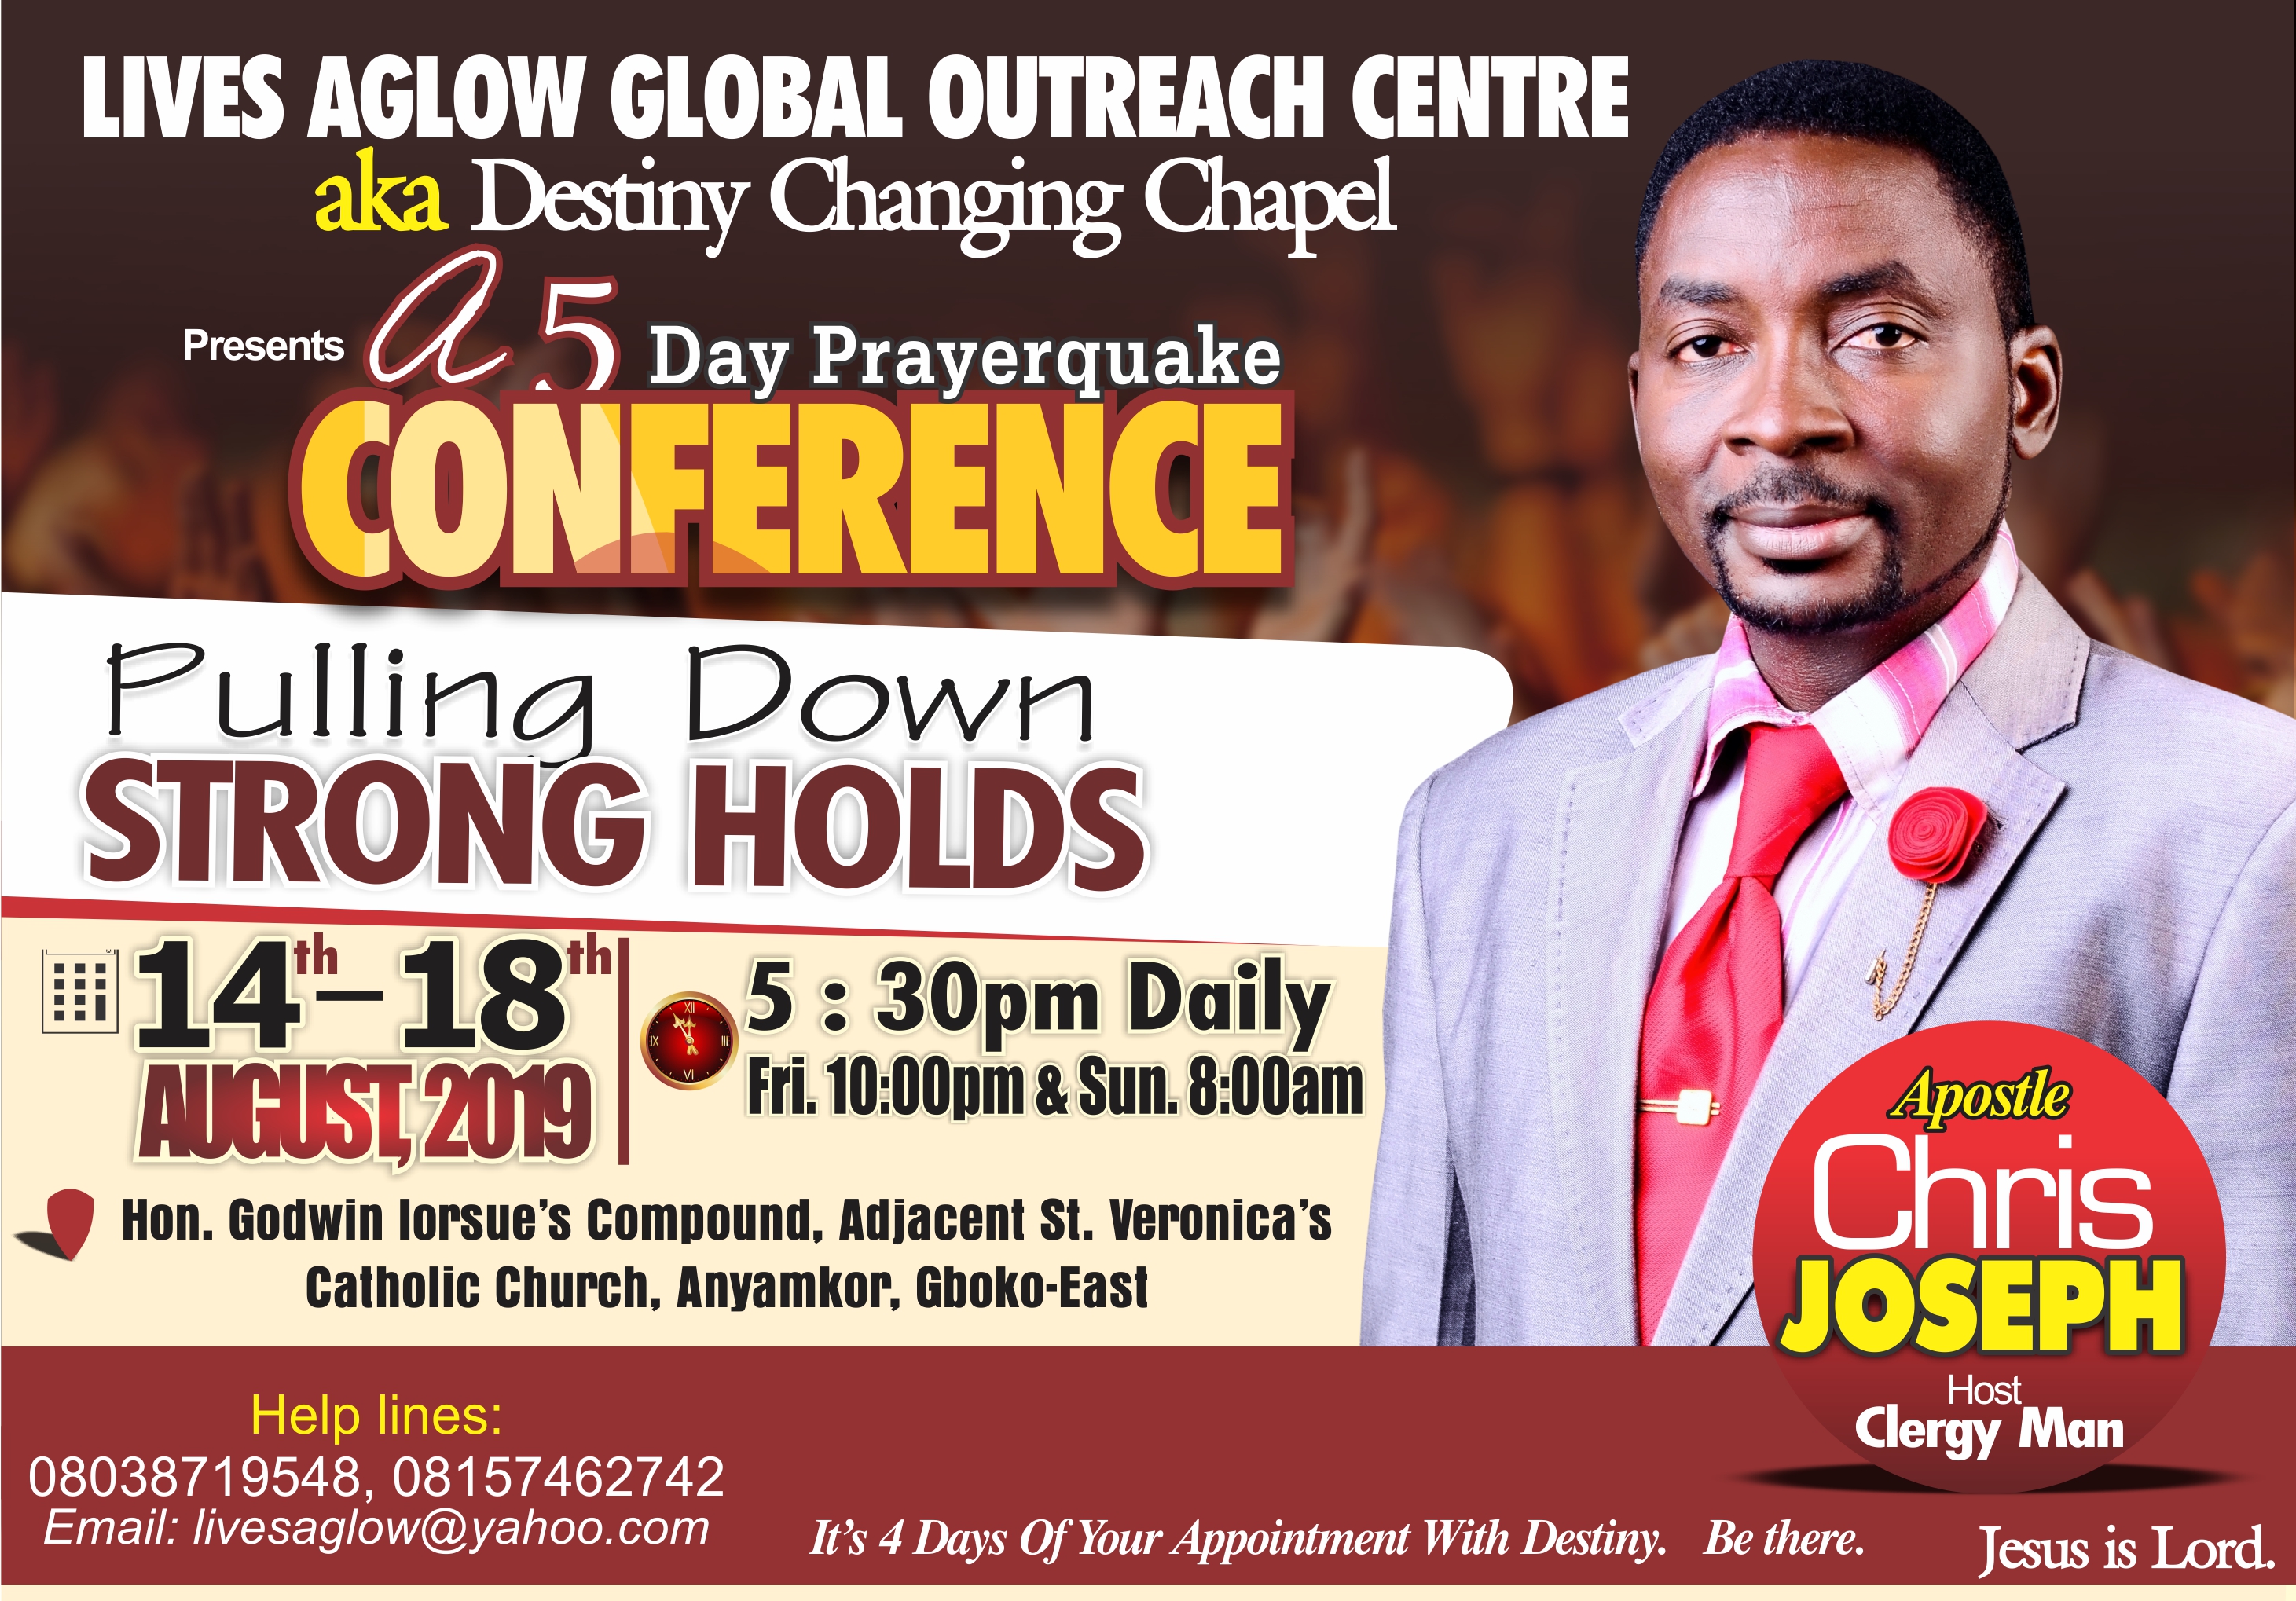 LIVES AGLOW GLOBAL OUTREACH CENTRE
aka Destiny Changing Chapel
Presents a 5 Day Prayerquake
CONFERENCE
Pulling Down
STRONG HOLDS
14th – 18th
AUGUST, 2019
5 : 30pm Daily
Fri. 10:00pm & Sun. 8:00am
Hon. Godwin Iorsue's Compound, Adjacent St. Veronica's
Catholic Church, Anyamkor, Gboko-East
Apostle
Chris
JOSEPH
Host
Clergy Man
Help lines:
08038719548, 08157462742
Email: livesaglow@yahoo.com
It's 4 Days Of Your Appointment With Destiny. Be there.
Jesus is Lord.